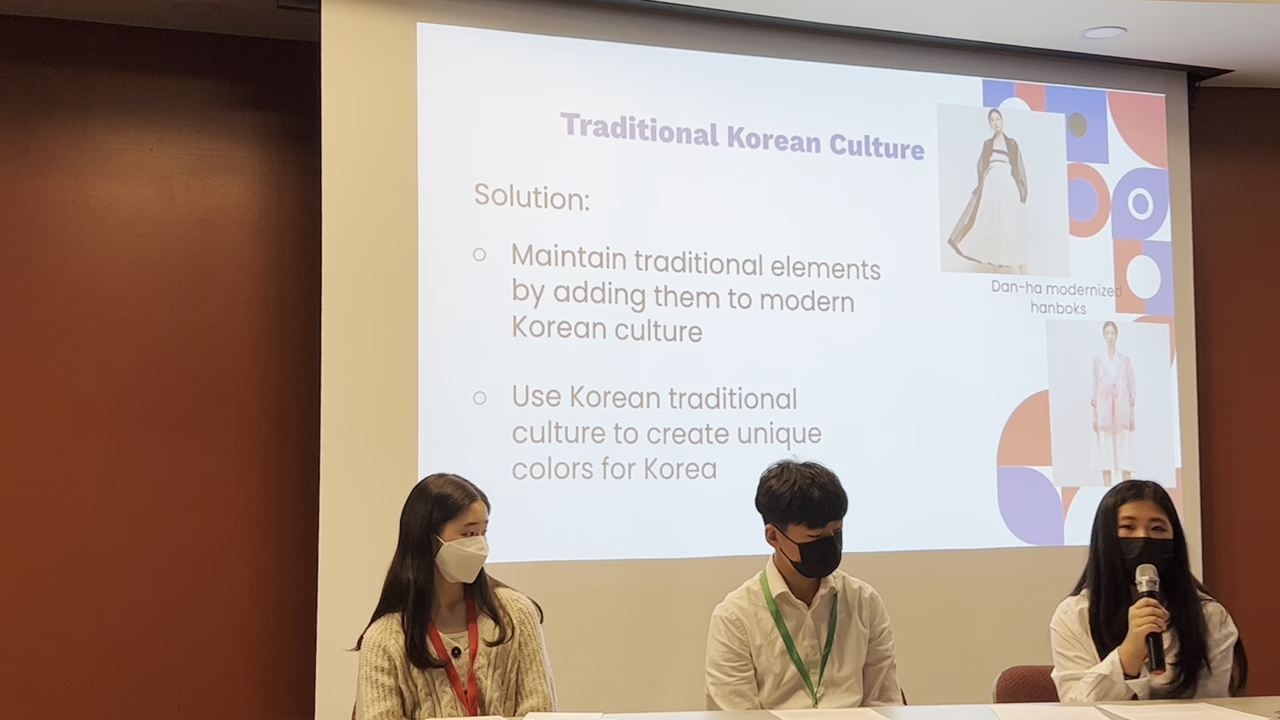 Traditional Korean Culture
Solution:
Maintain traditional elements
by adding them to modern
Korean culture
Use Korean traditional
culture to create unique
colors for Korea
Dan-ha modernized
hanboks